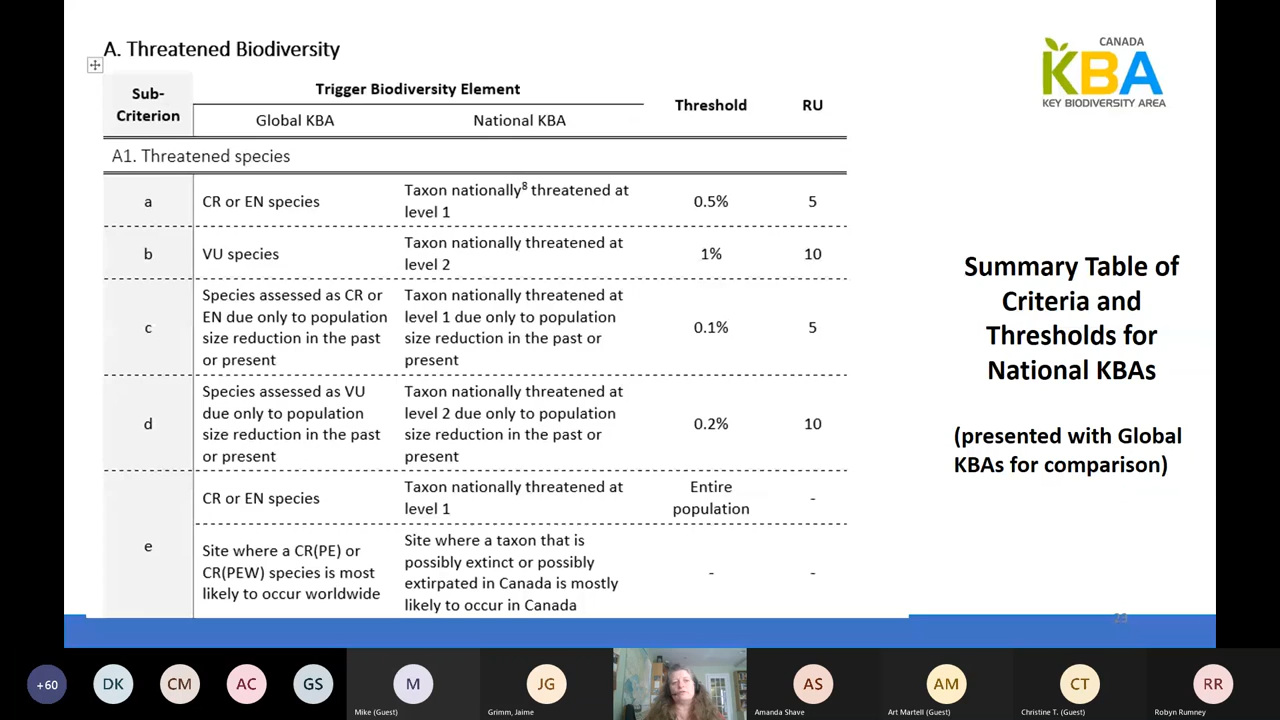 A. Threatened Biodiversity
CANADA
KBA
KEY BIODIVERSITY AREA
Sub-
Criterion
Trigger Biodiversity Element
Global KBA
National KBA
Threshold
RU
A1. Threatened species
a
CR or EN species
Taxon nationally⁸ threatened at
level 1
0.5%
5
b
VU species
Taxon nationally threatened at
level 2
1%
10
c
Species assessed as CR or
EN due only to population
size reduction in the past
or present
Taxon nationally threatened at
level 1 due only to population
size reduction in the past or
present
0.1%
5
d
Species assessed as VU
due only to population
size reduction in the past
or present
Taxon nationally threatened at
level 2 due only to population
size reduction in the past or
present
0.2%
10
e
CR or EN species
Taxon nationally threatened at
level 1
Entire
population
-
Site where a CR(PE) or
CR(PEW) species is most
likely to occur worldwide
Site where a taxon that is
possibly extinct or possibly
extirpated in Canada is mostly
likely to occur in Canada
-
-
Summary Table of
Criteria and
Thresholds for
National KBAs
(presented with Global
KBAs for comparison)
+60
DK
CM
AC
GS
M
Mike (Guest)
JG
Grimm, Jaime
AS
Amanda Shave
AM
Art Martell (Guest)
CT
Christine T. (Guest)
RR
Robyn Rumney